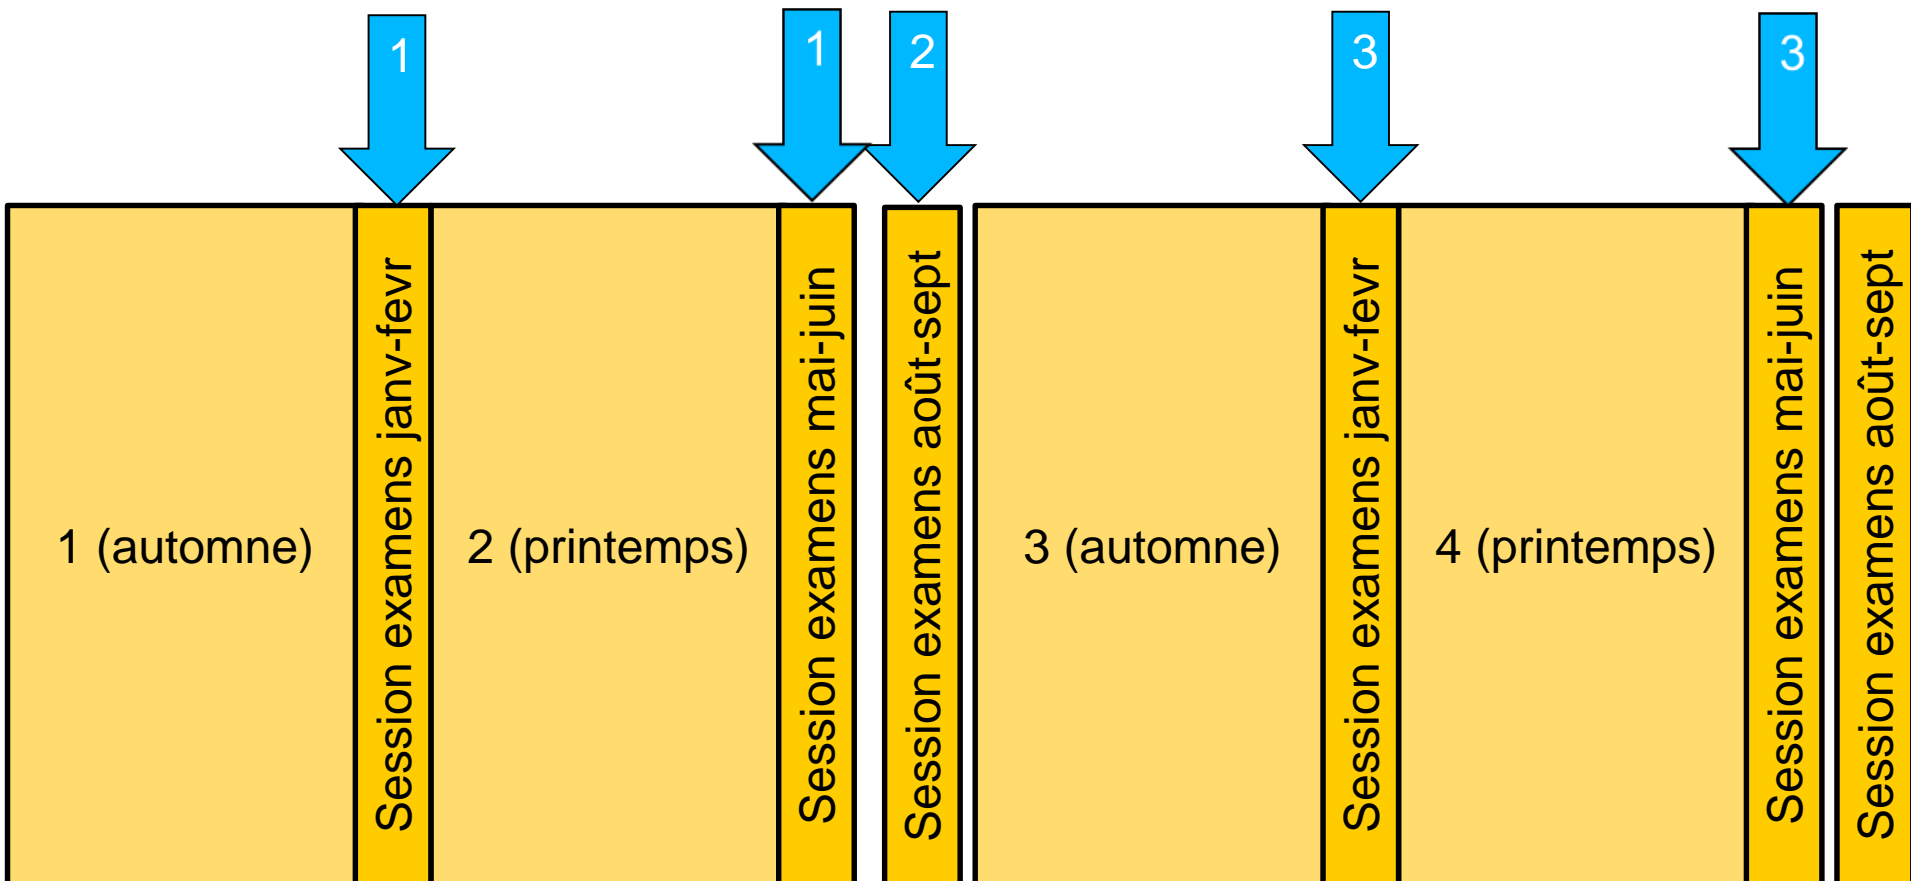 1
1
2
3
3
1 (automne)
Session examens janv-fevr
2 (printemps)
Session examens mai-juin
Session examens août-sept
3 (automne)
Session examens janv-fevr
4 (printemps)
Session examens mai-juin
Session examens août-sept